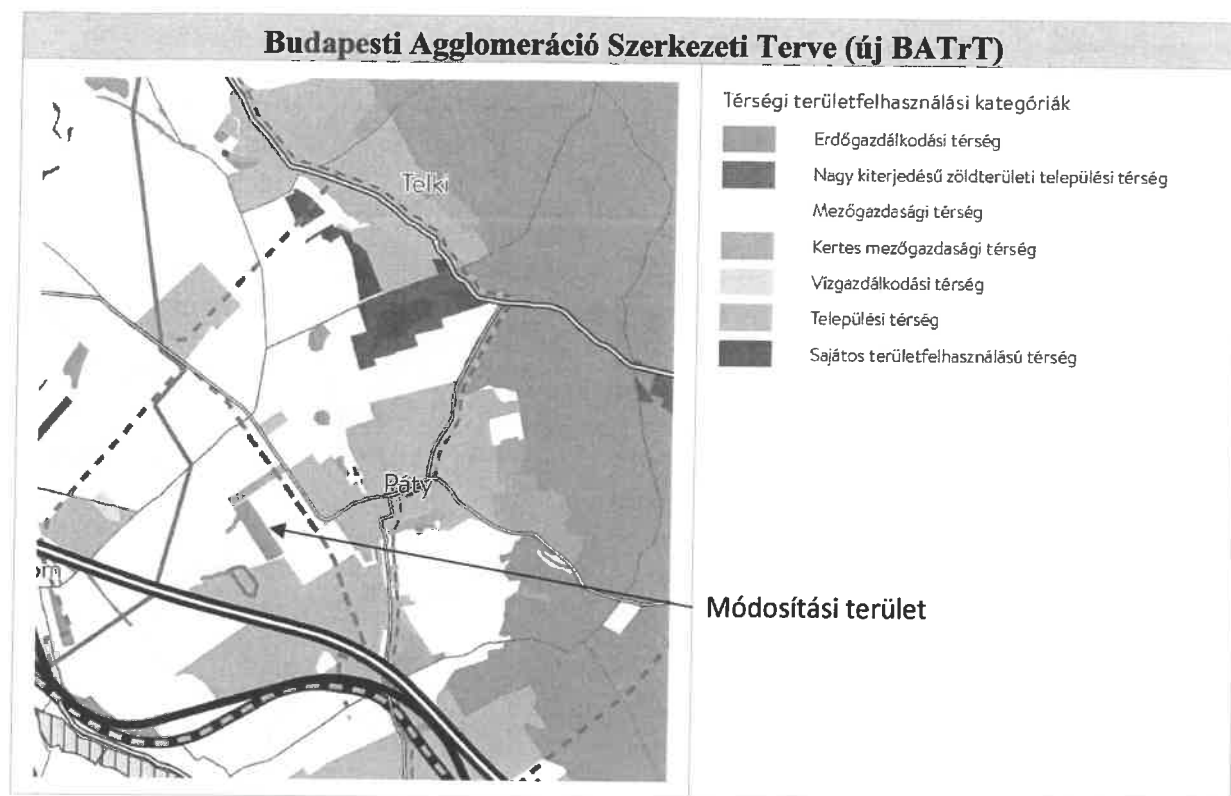 Budapesti Agglomeráció Szerkezeti Terve (új BATrT)
Térségi területfelhasználási kategóriák
Erdőgazdálkodási térség
Nagy kiterjedésű zöldterületi települési térség
Mezőgazdasági térség
Kertes mezőgazdasági térség
Vízgazdálkodási térség
Települési térség
Sajátos területfelhasználású térség
Telki
Páty
Módosítási terület